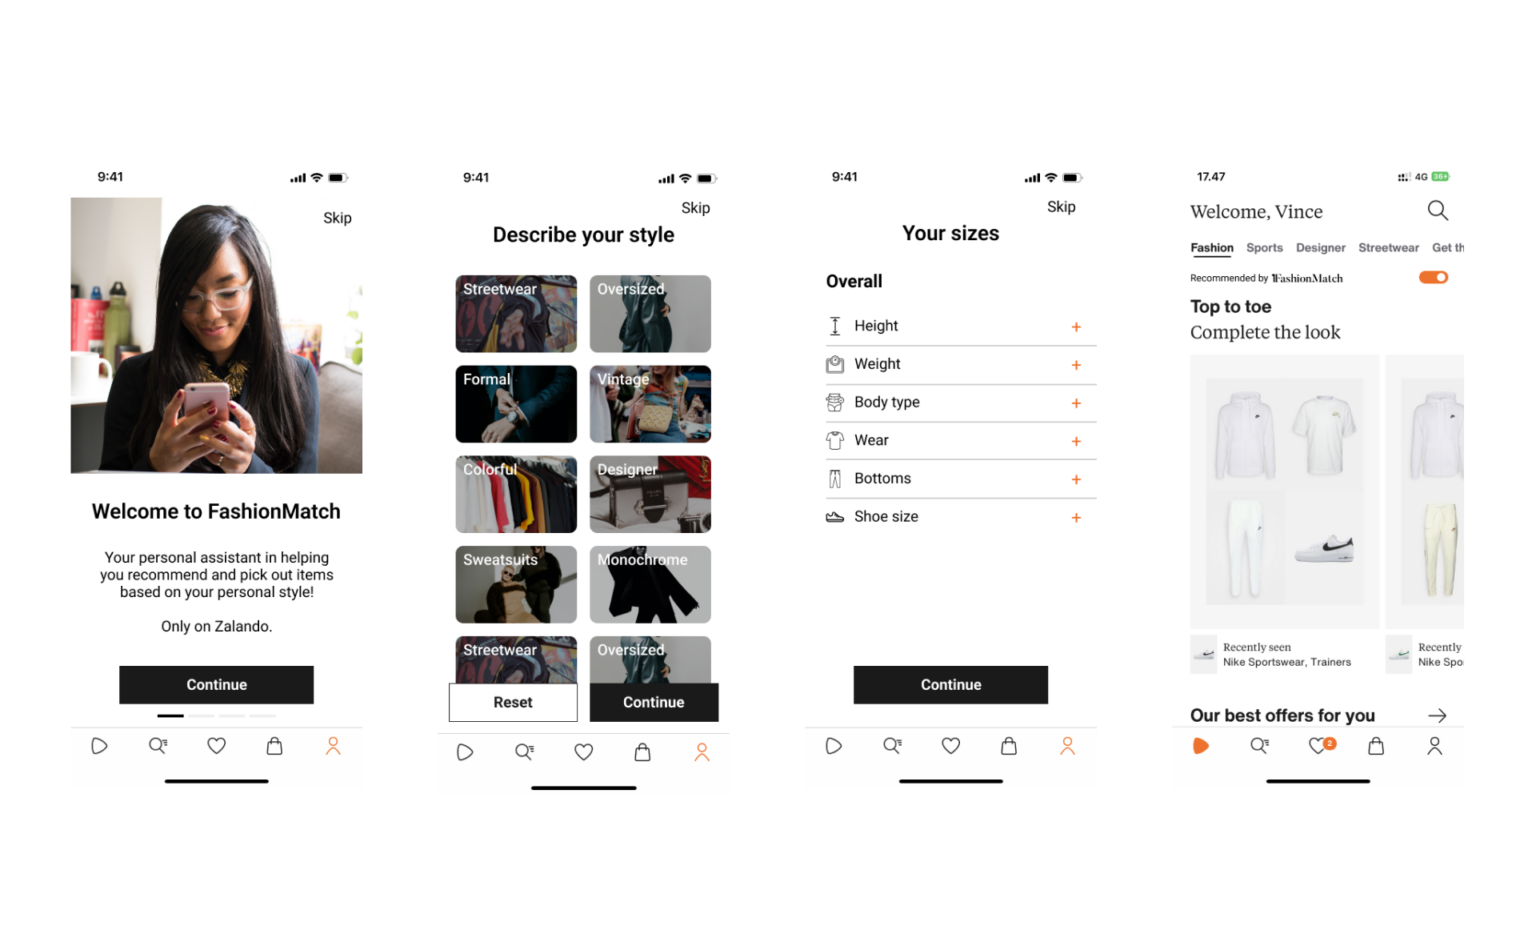 9:41
Skip
Welcome to FashionMatch
Your personal assistant in helping
you recommend and pick out items
based on your personal style!
Only on Zalando.
Continue
9:41
Skip
Describe your style
Streetwear
Oversized
Formal
Vintage
Colorful
Designer
Sweatsuits
Monochrome
Streetwear
Oversized
Reset
Continue
9:41
Skip
Your sizes
Overall
Height +
Weight +
Body type +
Wear +
Bottoms +
Shoe size +
Continue
17.47
4G 36+
Welcome, Vince
Fashion Sports Designer Streetwear Get th
Recommended by FashionMatch
Top to toe
Complete the look
Recently seen
Nike Sportswear, Trainers
Recently
Nike Spo
Our best offers for you
2